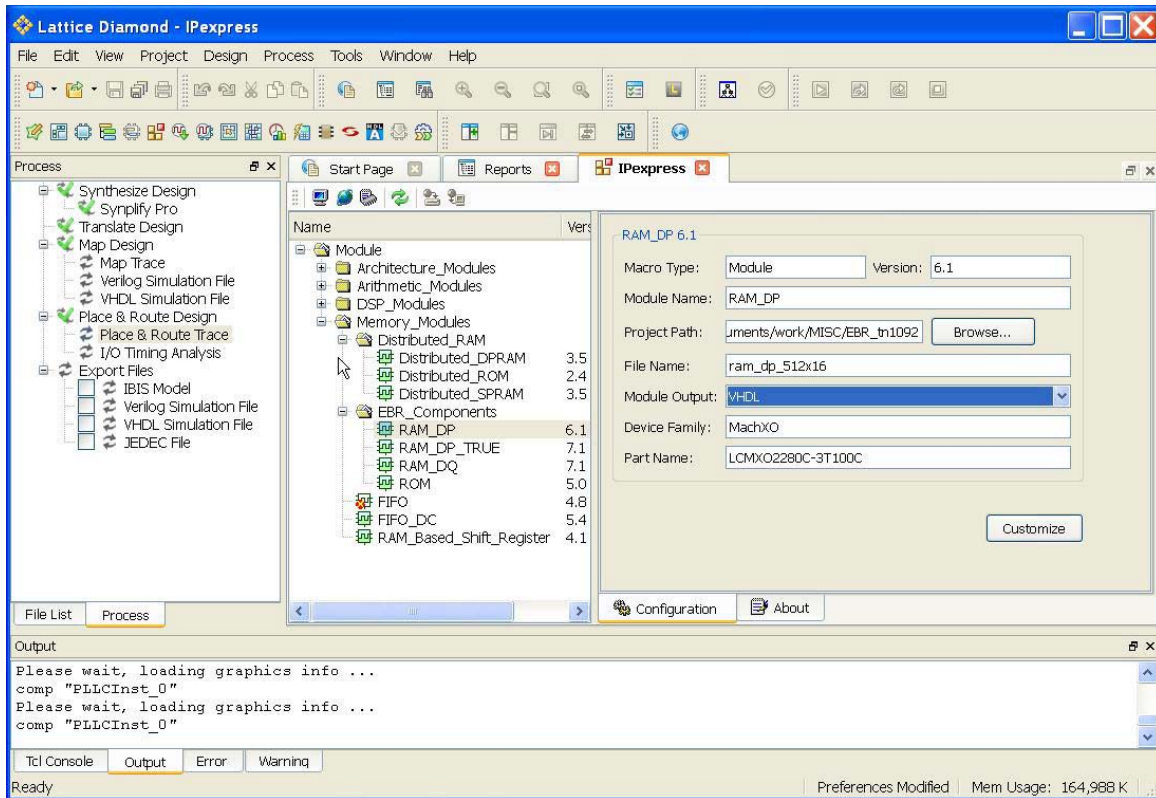 Lattice Diamond - IPexpress
File Edit View Project Design Process Tools Window Help
Process
Synthesize Design
Synplify Pro
Translate Design
Map Design
Map Trace
Verilog Simulation File
VHDL Simulation File
Place & Route Design
Place & Route Trace
I/O Timing Analysis
Export Files
IBIS Model
Verilog Simulation File
VHDL Simulation File
JEDEC File
File List Process
Start Page Reports IPexpress
Name Vers
Module
Architecture_Modules
Arithmetic_Modules
DSP_Modules
Memory_Modules
Distributed_RAM
Distributed_DPRAM 3.5
Distributed_ROM 2.4
Distributed_SPRAM 3.5
EBR_Components
RAM_DP 6.1
RAM_DP_TRUE 7.1
RAM_DQ 7.1
ROM 5.0
FIFO 4.8
FIFO_DC 5.4
RAM_Based_Shift_Register 4.1
RAM_DP 6.1
Macro Type: Module Version: 6.1
Module Name: RAM_DP
Project Path: uments/work/MISC/EBR_tn1092 Browse...
File Name: ram_dp_512x16
Module Output: VHDL
Device Family: MachXO
Part Name: LCMXO2280C-3T100C
Customize
Configuration About
Output
Please wait, loading graphics info ...
comp "PLLCInst_0"
Please wait, loading graphics info ...
comp "PLLCInst_0"
Tcl Console Output Error Warning
Ready Preferences Modified Mem Usage: 164,988 K